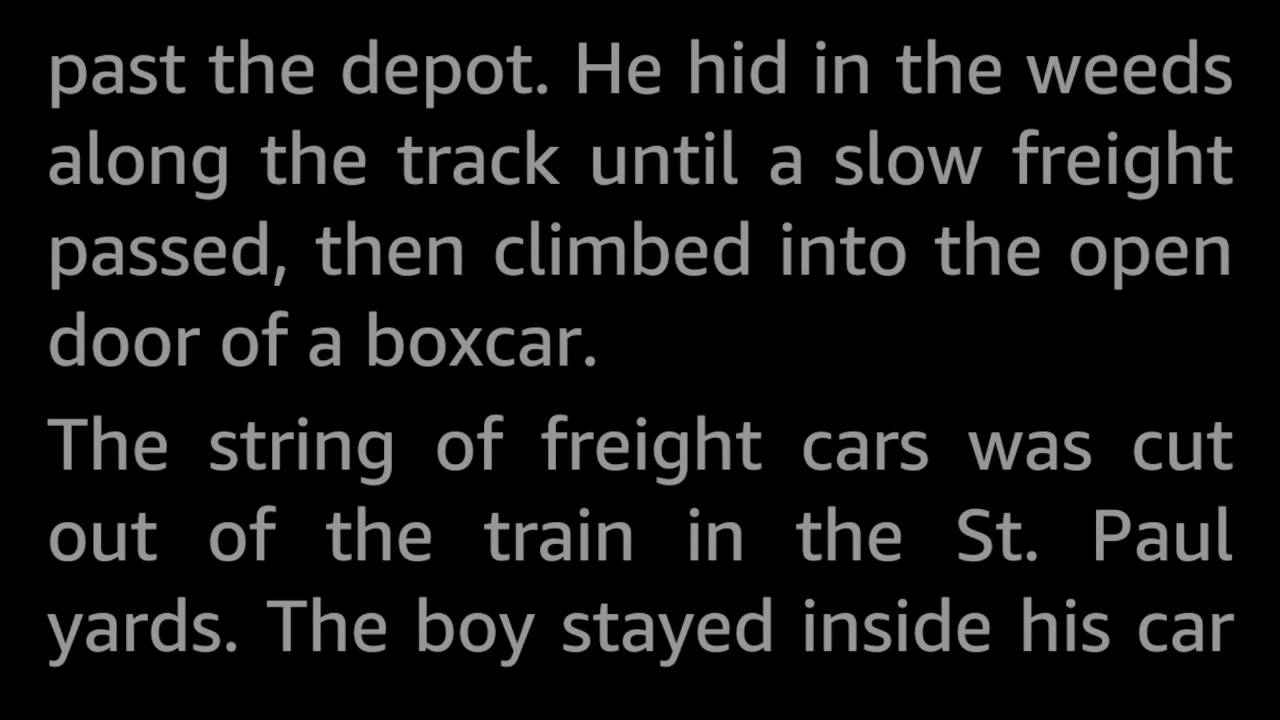 past the depot. He hid in the weeds
along the track until a slow freight
passed, then climbed into the open
door of a boxcar.
The string of freight cars was cut
out of the train in the St. Paul
yards. The boy stayed inside his car